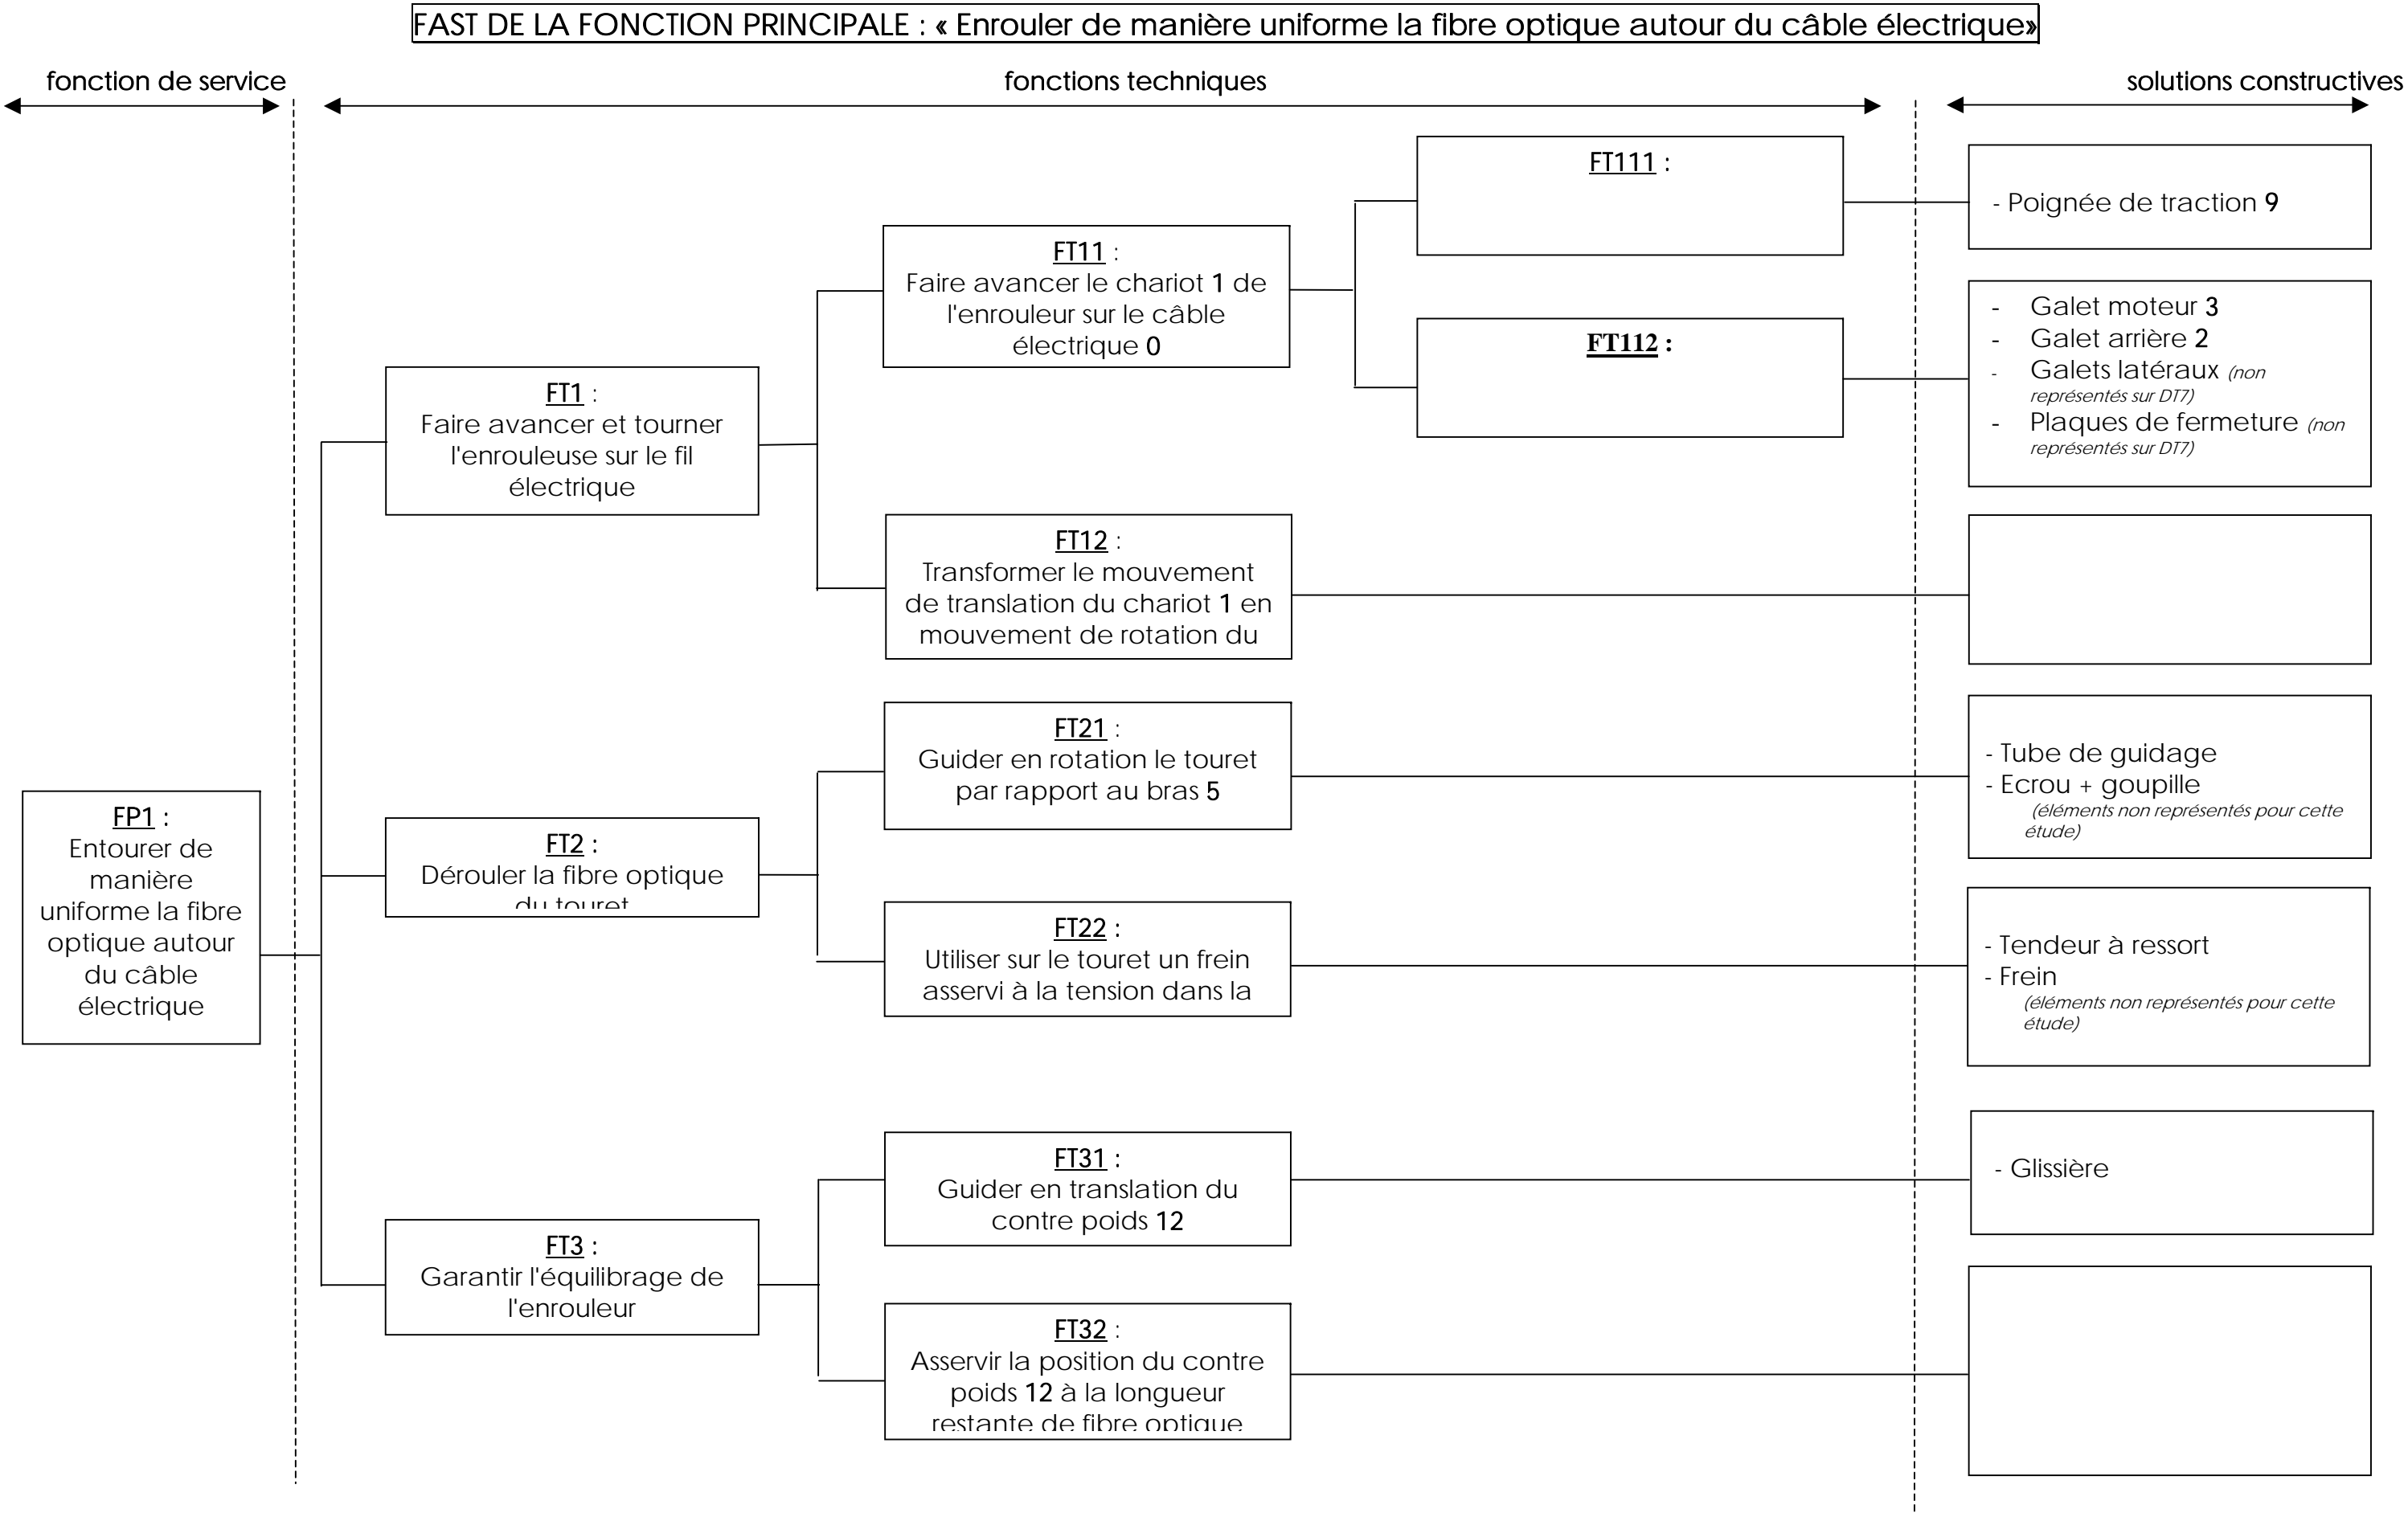 FAST DE LA FONCTION PRINCIPALE : « Enrouler de manière uniforme la fibre optique autour du câble électrique»
fonction de service
fonctions techniques
solutions constructives
FP1 :
Entourer de
manière
uniforme la fibre
optique autour
du câble
électrique
FT1 :
Faire avancer et tourner
l'enrouleuse sur le fil
électrique
FT11 :
Faire avancer le chariot 1 de
l'enrouleur sur le câble
électrique 0
FT111 :
- Poignée de traction 9
FT112 :
- Galet moteur 3
- Galet arrière 2
- Galets latéraux (non
représentés sur DT7)
- Plaques de fermeture (non
représentés sur DT7)
FT12 :
Transformer le mouvement
de translation du chariot 1 en
mouvement de rotation du
FT2 :
Dérouler la fibre optique
du touret
FT21 :
Guider en rotation le touret
par rapport au bras 5
- Tube de guidage
- Ecrou + goupille
(éléments non représentés pour cette
étude)
FT22 :
Utiliser sur le touret un frein
asservi à la tension dans la
- Tendeur à ressort
- Frein
(éléments non représentés pour cette
étude)
FT3 :
Garantir l'équilibrage de
l'enrouleur
FT31 :
Guider en translation du
contre poids 12
- Glissière
FT32 :
Asservir la position du contre
poids 12 à la longueur
restante de fibre optique